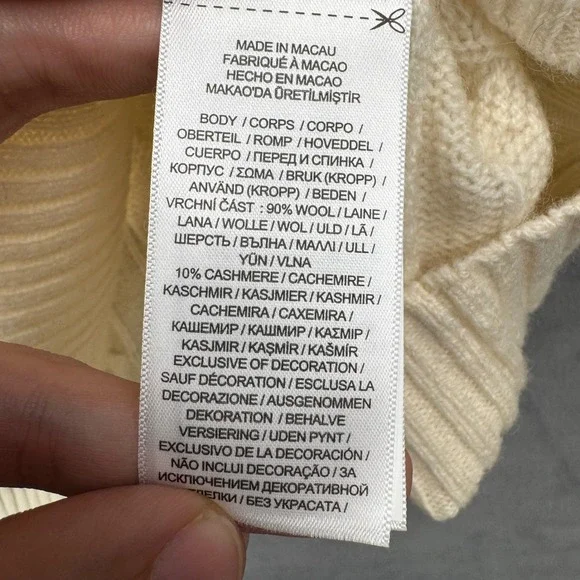 MADE IN MACAU
FABRIQUÉ À MACAO
HECHO EN MACAO
MAKAO'DA ÜRETİLMİŞTİR
BODY / CORPS / CORPO /
OBERTEIL / ROMP / HOVEDDEL /
CUERPO / ПЕРЕД И СПИНКА /
КОРПУС / ΣΩΜΑ / BRUK (KROPP) /
ANVÄND (KROPP) / BEDEN /
VRCHNÍ ČÁST : 90% WOOL / LAINE /
LANA / WOLLE / WOL / ULD / LÃ /
ШЕРСТЬ / ВЪЛНА / ΜΑΛΛΙ / ULL /
YÜN / VLNA
10% CASHMERE / CACHEMIRE /
KASCHMIR / KASJMIER / KASHMIR /
CACHEMIRA / CAXEMIRA /
КАШЕМИР / КАШМИР / ΚΑΣΜΙΡ /
KASJMIR / KAŞMİR / KAŠMÍR
EXCLUSIVE OF DECORATION /
SAUF DÉCORATION / ESCLUSA LA
DECORAZIONE / AUSGENOMMEN
DEKORATION / BEHALVE
VERSIERING / UDEN PYNT /
EXCLUSIVO DE LA DECORACIÓN /
NÃO INCLUI DECORAÇÃO / ЗА
ИСКЛЮЧЕНИЕМ ДЕКОРАТИВНОЙ
ОТДЕЛКИ / БЕЗ УКРАСАТА /